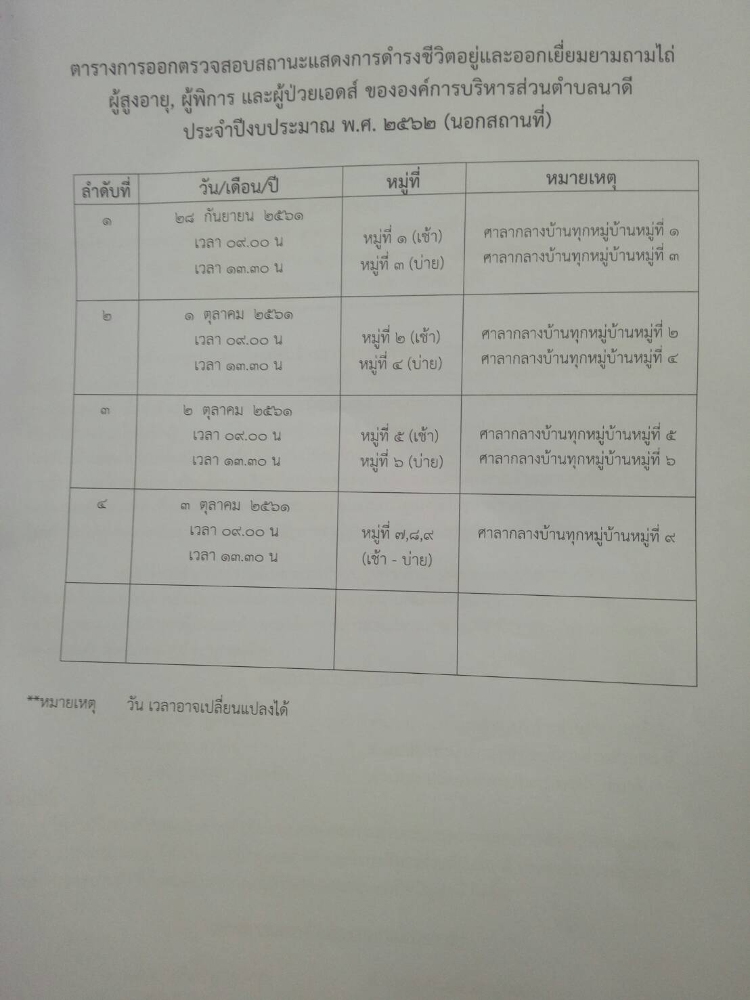 ตารางการออกตรวจสอบสถานะแสดงการดำรงชีวิตอยู่และออกเยี่ยมยามถามไถ่
ผู้สูงอายุ, ผู้พิการ และผู้ป่วยเอดส์ ขององค์การบริหารส่วนตำบลนาดี
ประจำปีงบประมาณ พ.ศ. ๒๕๖๒ (นอกสถานที่)
ลำดับที่ วัน/เดือน/ปี หมู่ที่ หมายเหตุ
๑ ๒๘ กันยายน ๒๕๖๑
เวลา ๐๙.๐๐ น หมู่ที่ ๑ (เช้า) ศาลากลางบ้านทุกหมู่บ้านหมู่ที่ ๑
เวลา ๑๓.๓๐ น หมู่ที่ ๓ (บ่าย) ศาลากลางบ้านทุกหมู่บ้านหมู่ที่ ๓
๒ ๑ ตุลาคม ๒๕๖๑
เวลา ๐๙.๐๐ น หมู่ที่ ๒ (เช้า) ศาลากลางบ้านทุกหมู่บ้านหมู่ที่ ๒
เวลา ๑๓.๓๐ น หมู่ที่ ๔ (บ่าย) ศาลากลางบ้านทุกหมู่บ้านหมู่ที่ ๔
๓ ๒ ตุลาคม ๒๕๖๑
เวลา ๐๙.๐๐ น หมู่ที่ ๕ (เช้า) ศาลากลางบ้านทุกหมู่บ้านหมู่ที่ ๕
เวลา ๑๓.๓๐ น หมู่ที่ ๖ (บ่าย) ศาลากลางบ้านทุกหมู่บ้านหมู่ที่ ๖
๔ ๓ ตุลาคม ๒๕๖๑
เวลา ๐๙.๐๐ น หมู่ที่ ๗,๘,๙ ศาลากลางบ้านทุกหมู่บ้านหมู่ที่ ๙
เวลา ๑๓.๓๐ น (เช้า - บ่าย)
**หมายเหตุ วัน เวลาอาจเปลี่ยนแปลงได้